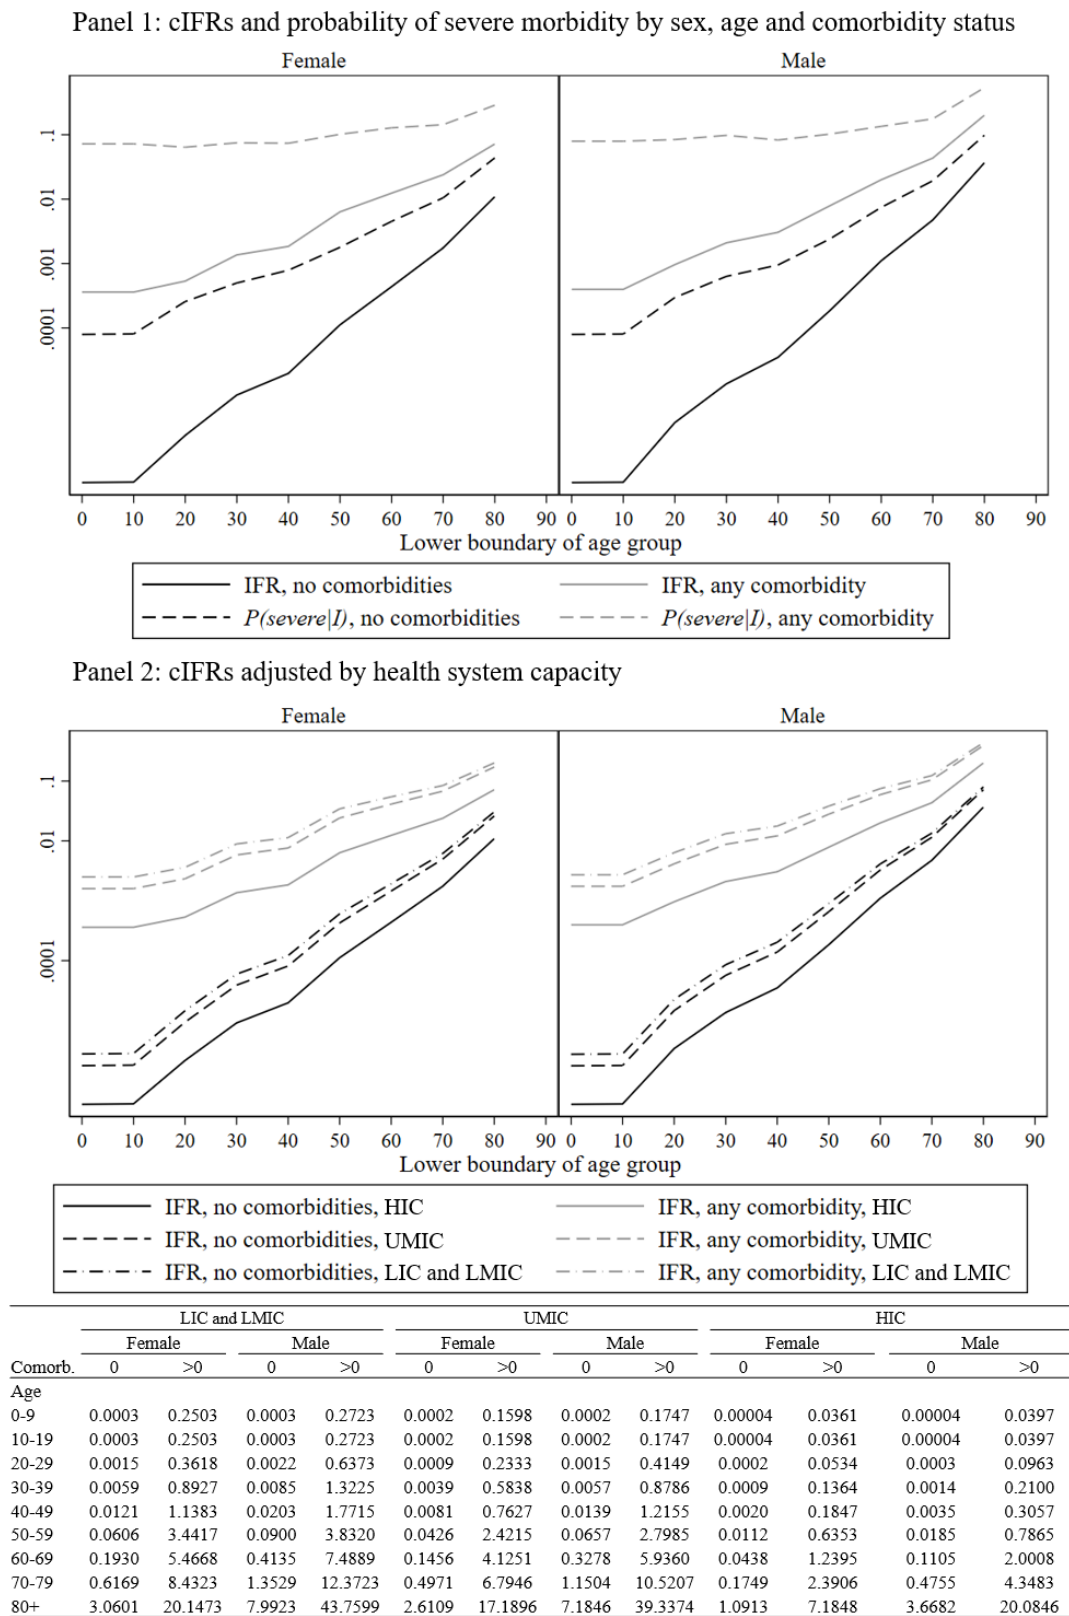 Panel 1: cIFRs and probability of severe morbidity by sex, age and comorbidity status
Female Male
.1
.01
.001
.0001
0 10 20 30 40 50 60 70 80 90 0 10 20 30 40 50 60 70 80 90
Lower boundary of age group
IFR, no comorbidities IFR, any comorbidity
P(severe|I), no comorbidities P(severe|I), any comorbidity
Panel 2: cIFRs adjusted by health system capacity
Female Male
.1
.01
.0001
0 10 20 30 40 50 60 70 80 90 0 10 20 30 40 50 60 70 80 90
Lower boundary of age group
IFR, no comorbidities, HIC IFR, any comorbidity, HIC
IFR, no comorbidities, UMIC IFR, any comorbidity, UMIC
IFR, no comorbidities, LIC and LMIC IFR, any comorbidity, LIC and LMIC
LIC and LMIC UMIC HIC
Female Male Female Male Female Male
Comorb. 0 >0 0 >0 0 >0 0 >0 0 >0 0 >0
Age
0-9 0.0003 0.2503 0.0003 0.2723 0.0002 0.1598 0.0002 0.1747 0.00004 0.0361 0.00004 0.0397
10-19 0.0003 0.2503 0.0003 0.2723 0.0002 0.1598 0.0002 0.1747 0.00004 0.0361 0.00004 0.0397
20-29 0.0015 0.3618 0.0022 0.6373 0.0009 0.2333 0.0015 0.4149 0.0002 0.0534 0.0003 0.0963
30-39 0.0059 0.8927 0.0085 1.3225 0.0039 0.5838 0.0057 0.8786 0.0009 0.1364 0.0014 0.2100
40-49 0.0121 1.1383 0.0203 1.7715 0.0081 0.7627 0.0139 1.2155 0.0020 0.1847 0.0035 0.3057
50-59 0.0606 3.4417 0.0900 3.8320 0.0426 2.4215 0.0657 2.7985 0.0112 0.6353 0.0185 0.7865
60-69 0.1930 5.4668 0.4135 7.4889 0.1456 4.1251 0.3278 5.9360 0.0438 1.2395 0.1105 2.0008
70-79 0.6169 8.4323 1.3529 12.3723 0.4971 6.7946 1.1504 10.5207 0.1749 2.3906 0.4755 4.3483
80+ 3.0601 20.1473 7.9923 43.7599 2.6109 17.1896 7.1846 39.3374 1.0913 7.1848 3.6682 20.0846